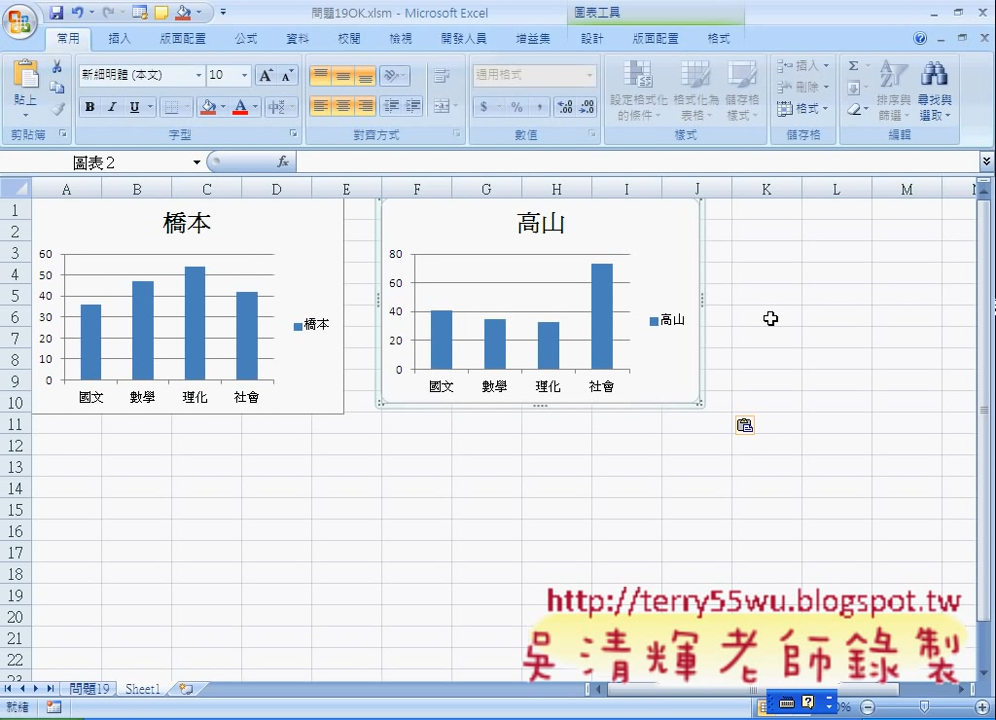 問題19OK.xlsm - Microsoft Excel
圖表工具
常用 插入 版面配置 公式 資料 校閱 檢視 開發人員 增益集 設計 版面配置 格式
貼上
新細明體 (本文) 10
B I U A 中
通用格式
$ % , .00
設定格式化的條件
格式化為表格
儲存格樣式
插入
刪除
格式
Σ
排序與篩選
尋找與選取
剪貼簿 字型 對齊方式 數值 樣式 儲存格 編輯
圖表 2 fx
A B C D E F G H I J K L M
1
2
3
4
5
6
7
8
9
10
11
12
13
14
15
16
17
18
19
20
21
22
橋本
60
50
40
30
20
10
0
國文 數學 理化 社會
橋本
高山
80
60
40
20
0
國文 數學 理化 社會
高山
http://terry55wu.blogspot.tw
吳清輝老師錄製
問題19 Sheet1
就緒